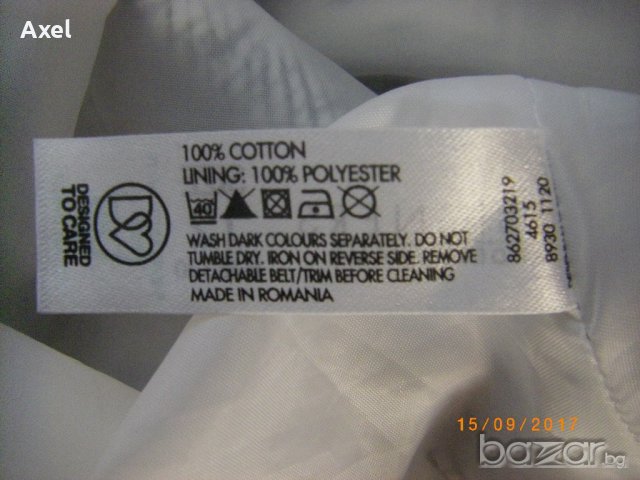 Axel
100% COTTON
LINING: 100% POLYESTER
40
WASH DARK COLOURS SEPARATELY. DO NOT
TUMBLE DRY. IRON ON REVERSE SIDE. REMOVE
DETACHABLE BELT/TRIM BEFORE CLEANING
MADE IN ROMANIA
DESIGNED
TO CARE
862703219
4615
8930 1120
15/09/2017
bazar.bg